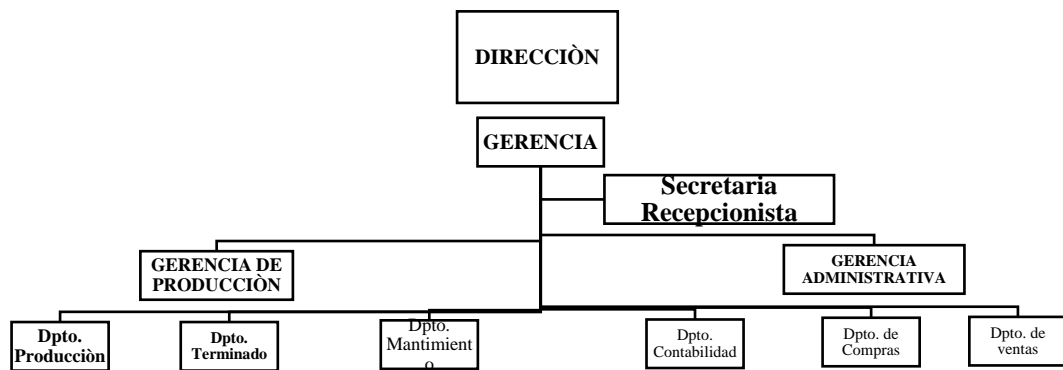 DIRECCIÒN
GERENCIA
Secretaria
Recepcionista
GERENCIA DE
PRODUCCIÒN
GERENCIA
ADMINISTRATIVA
Dpto.
Producciòn
Dpto.
Terminado
Dpto.
Mantimient
o
Dpto.
Contabilidad
Dpto. de
Compras
Dpto. de
ventas